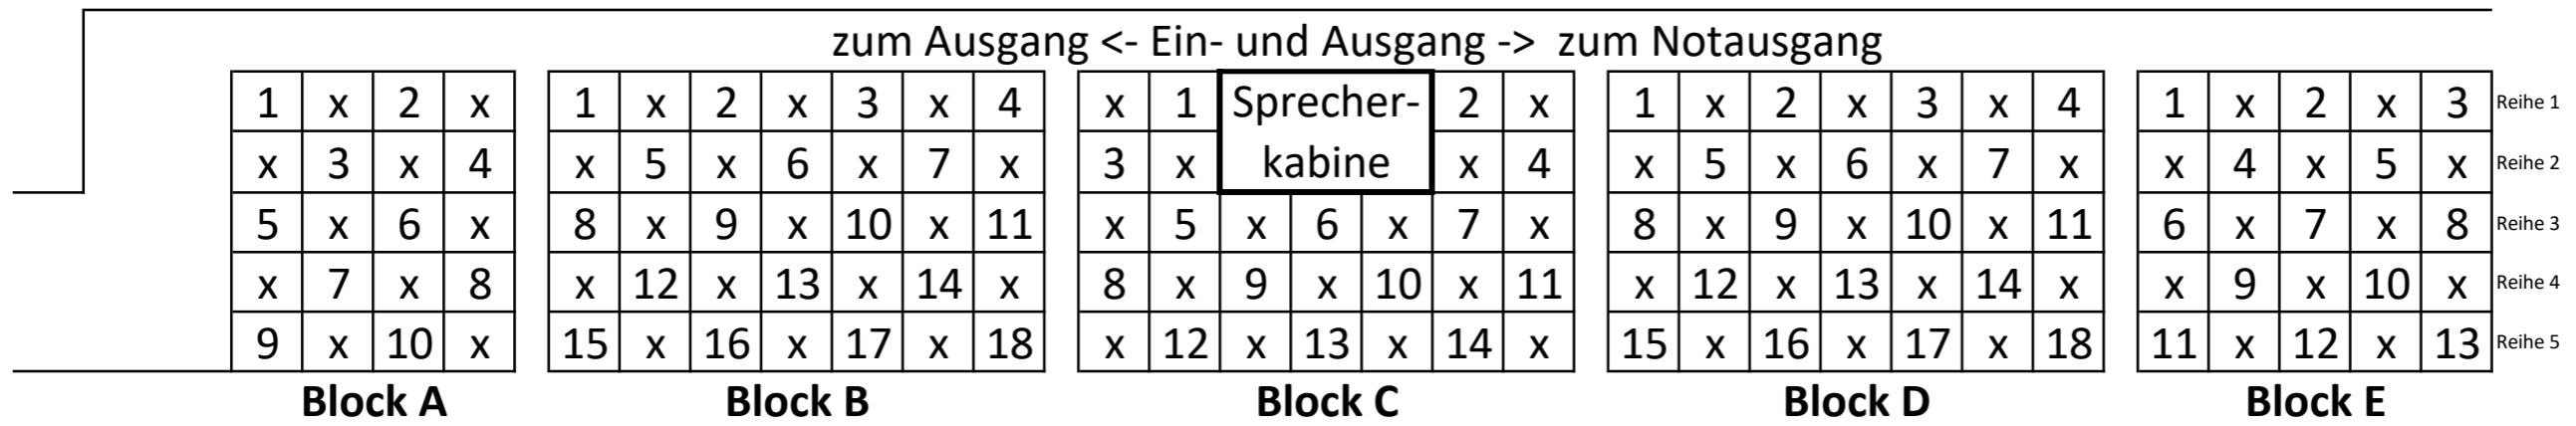 zum Ausgang <- Ein- und Ausgang -> zum Notausgang
1 x 2 x 1 x 2 x 3 x 4 x 1 Sprecher- 2 x 1 x 2 x 3 x 4 1 x 2 x 3 Reihe 1
x 3 x 4 x 5 x 6 x 7 x 3 x kabine x 4 x 5 x 6 x 7 x x 4 x 5 x Reihe 2
5 x 6 x 8 x 9 x 10 x 11 x 5 x 6 x 7 x 8 x 9 x 10 x 11 6 x 7 x 8 Reihe 3
x 7 x 8 x 12 x 13 x 14 x 8 x 9 x 10 x 11 x 12 x 13 x 14 x x 9 x 10 x Reihe 4
9 x 10 x 15 x 16 x 17 x 18 x 12 x 13 x 14 x 15 x 16 x 17 x 18 11 x 12 x 13 Reihe 5
Block A Block B Block C Block D Block E